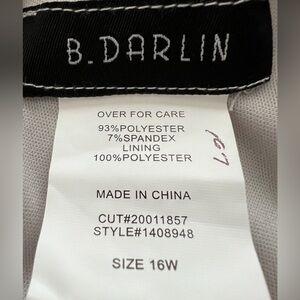 B.DARLIN
OVER FOR CARE
93%POLYESTER
7%SPANDEX
LINING
100%POLYESTER
MADE IN CHINA
CUT#20011857
STYLE#1408948
SIZE 16W